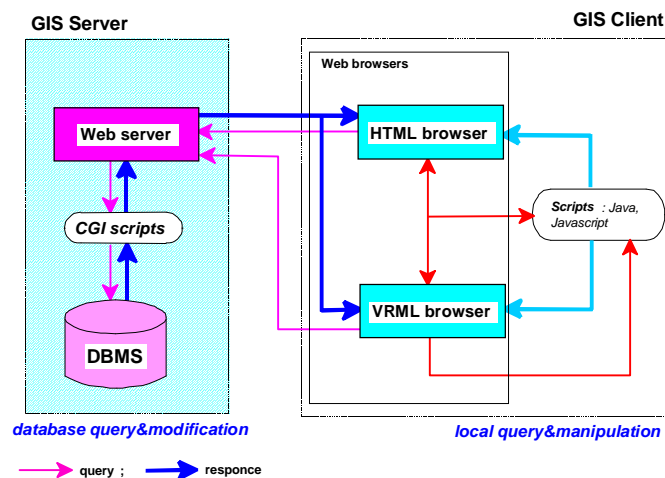 GIS Server
GIS Client
Web browsers
Web server
HTML browser
CGI scripts
Scripts : Java,
Javascript
VRML browser
DBMS
database query&modification
local query&manipulation
query ;
responce